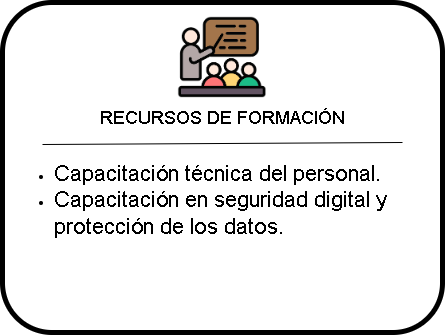 RECURSOS DE FORMACIÓN
• Capacitación técnica del personal.
• Capacitación en seguridad digital y
protección de los datos.